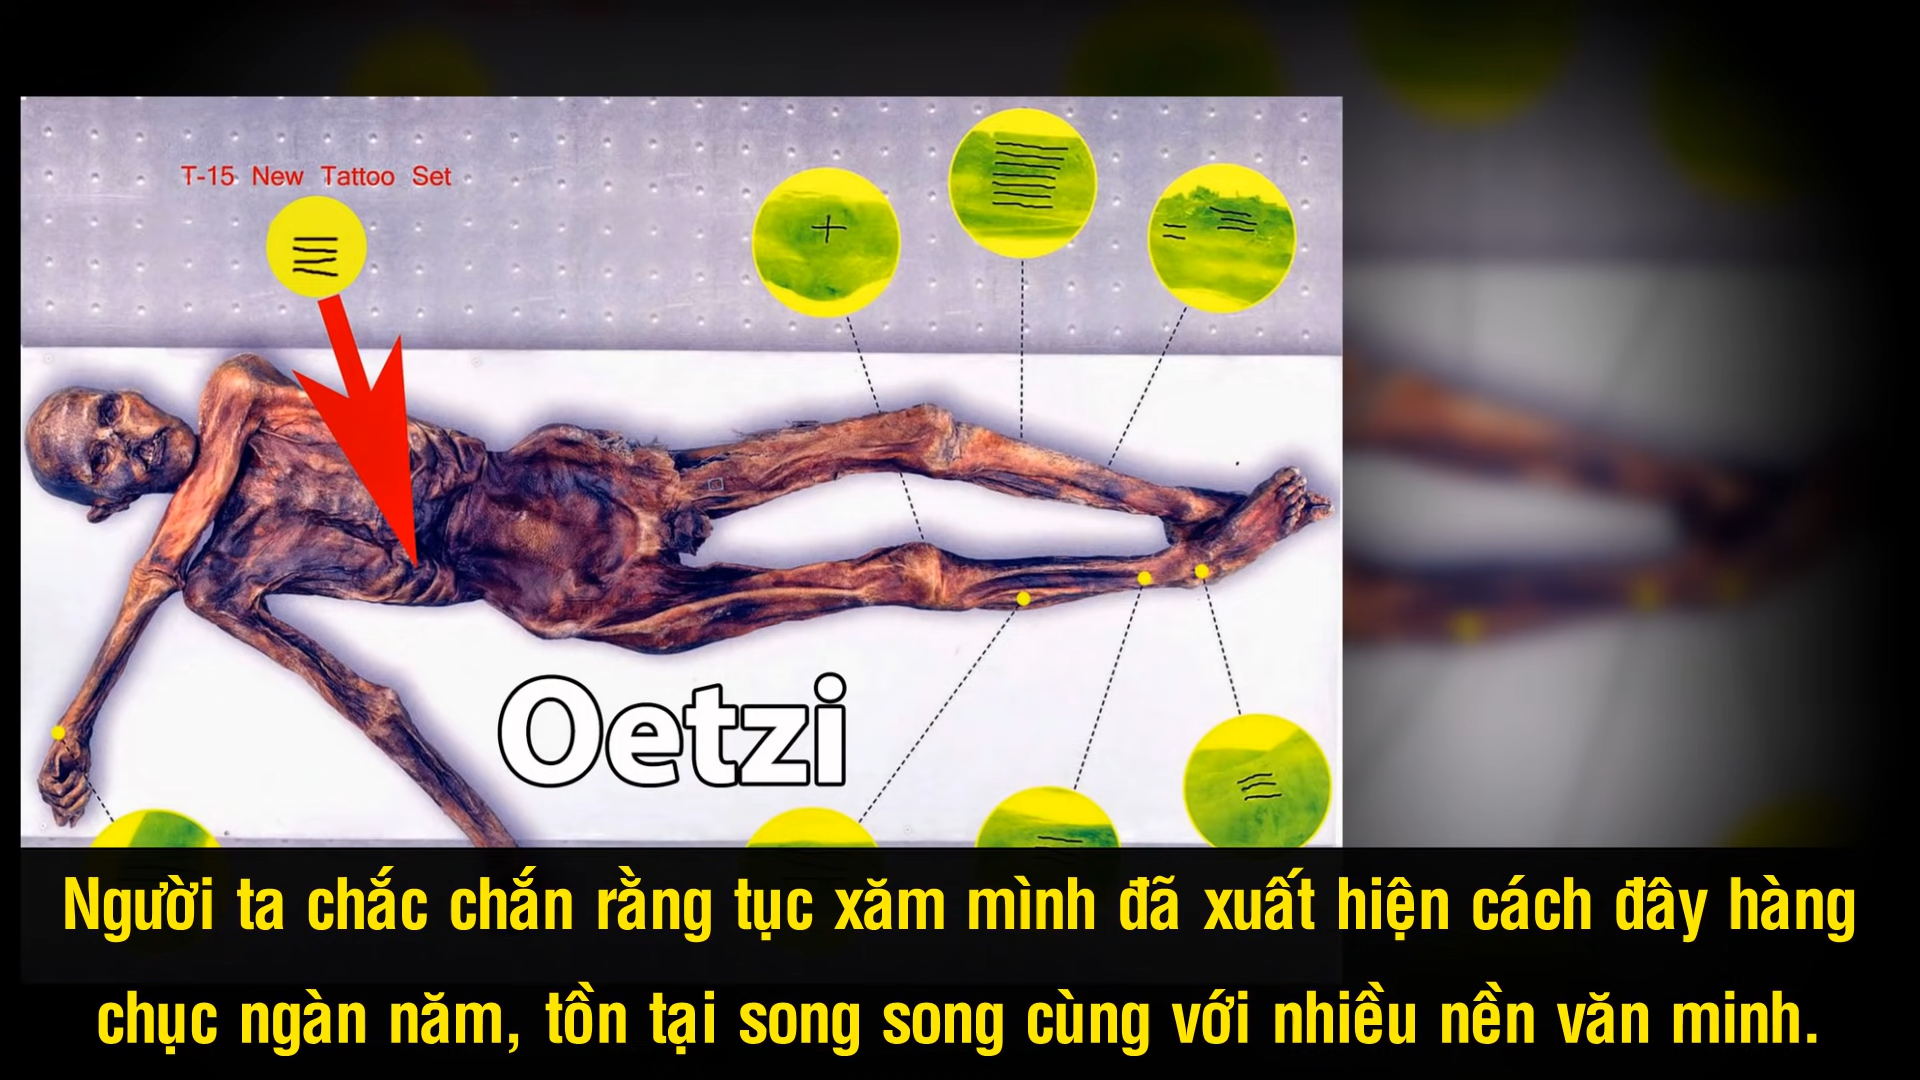 T-15 New Tattoo Set
Oetzi
Người ta chắc chắn rằng tục xăm mình đã xuất hiện cách đây hàng
chục ngàn năm, tồn tại song song cùng với nhiều nền văn minh.